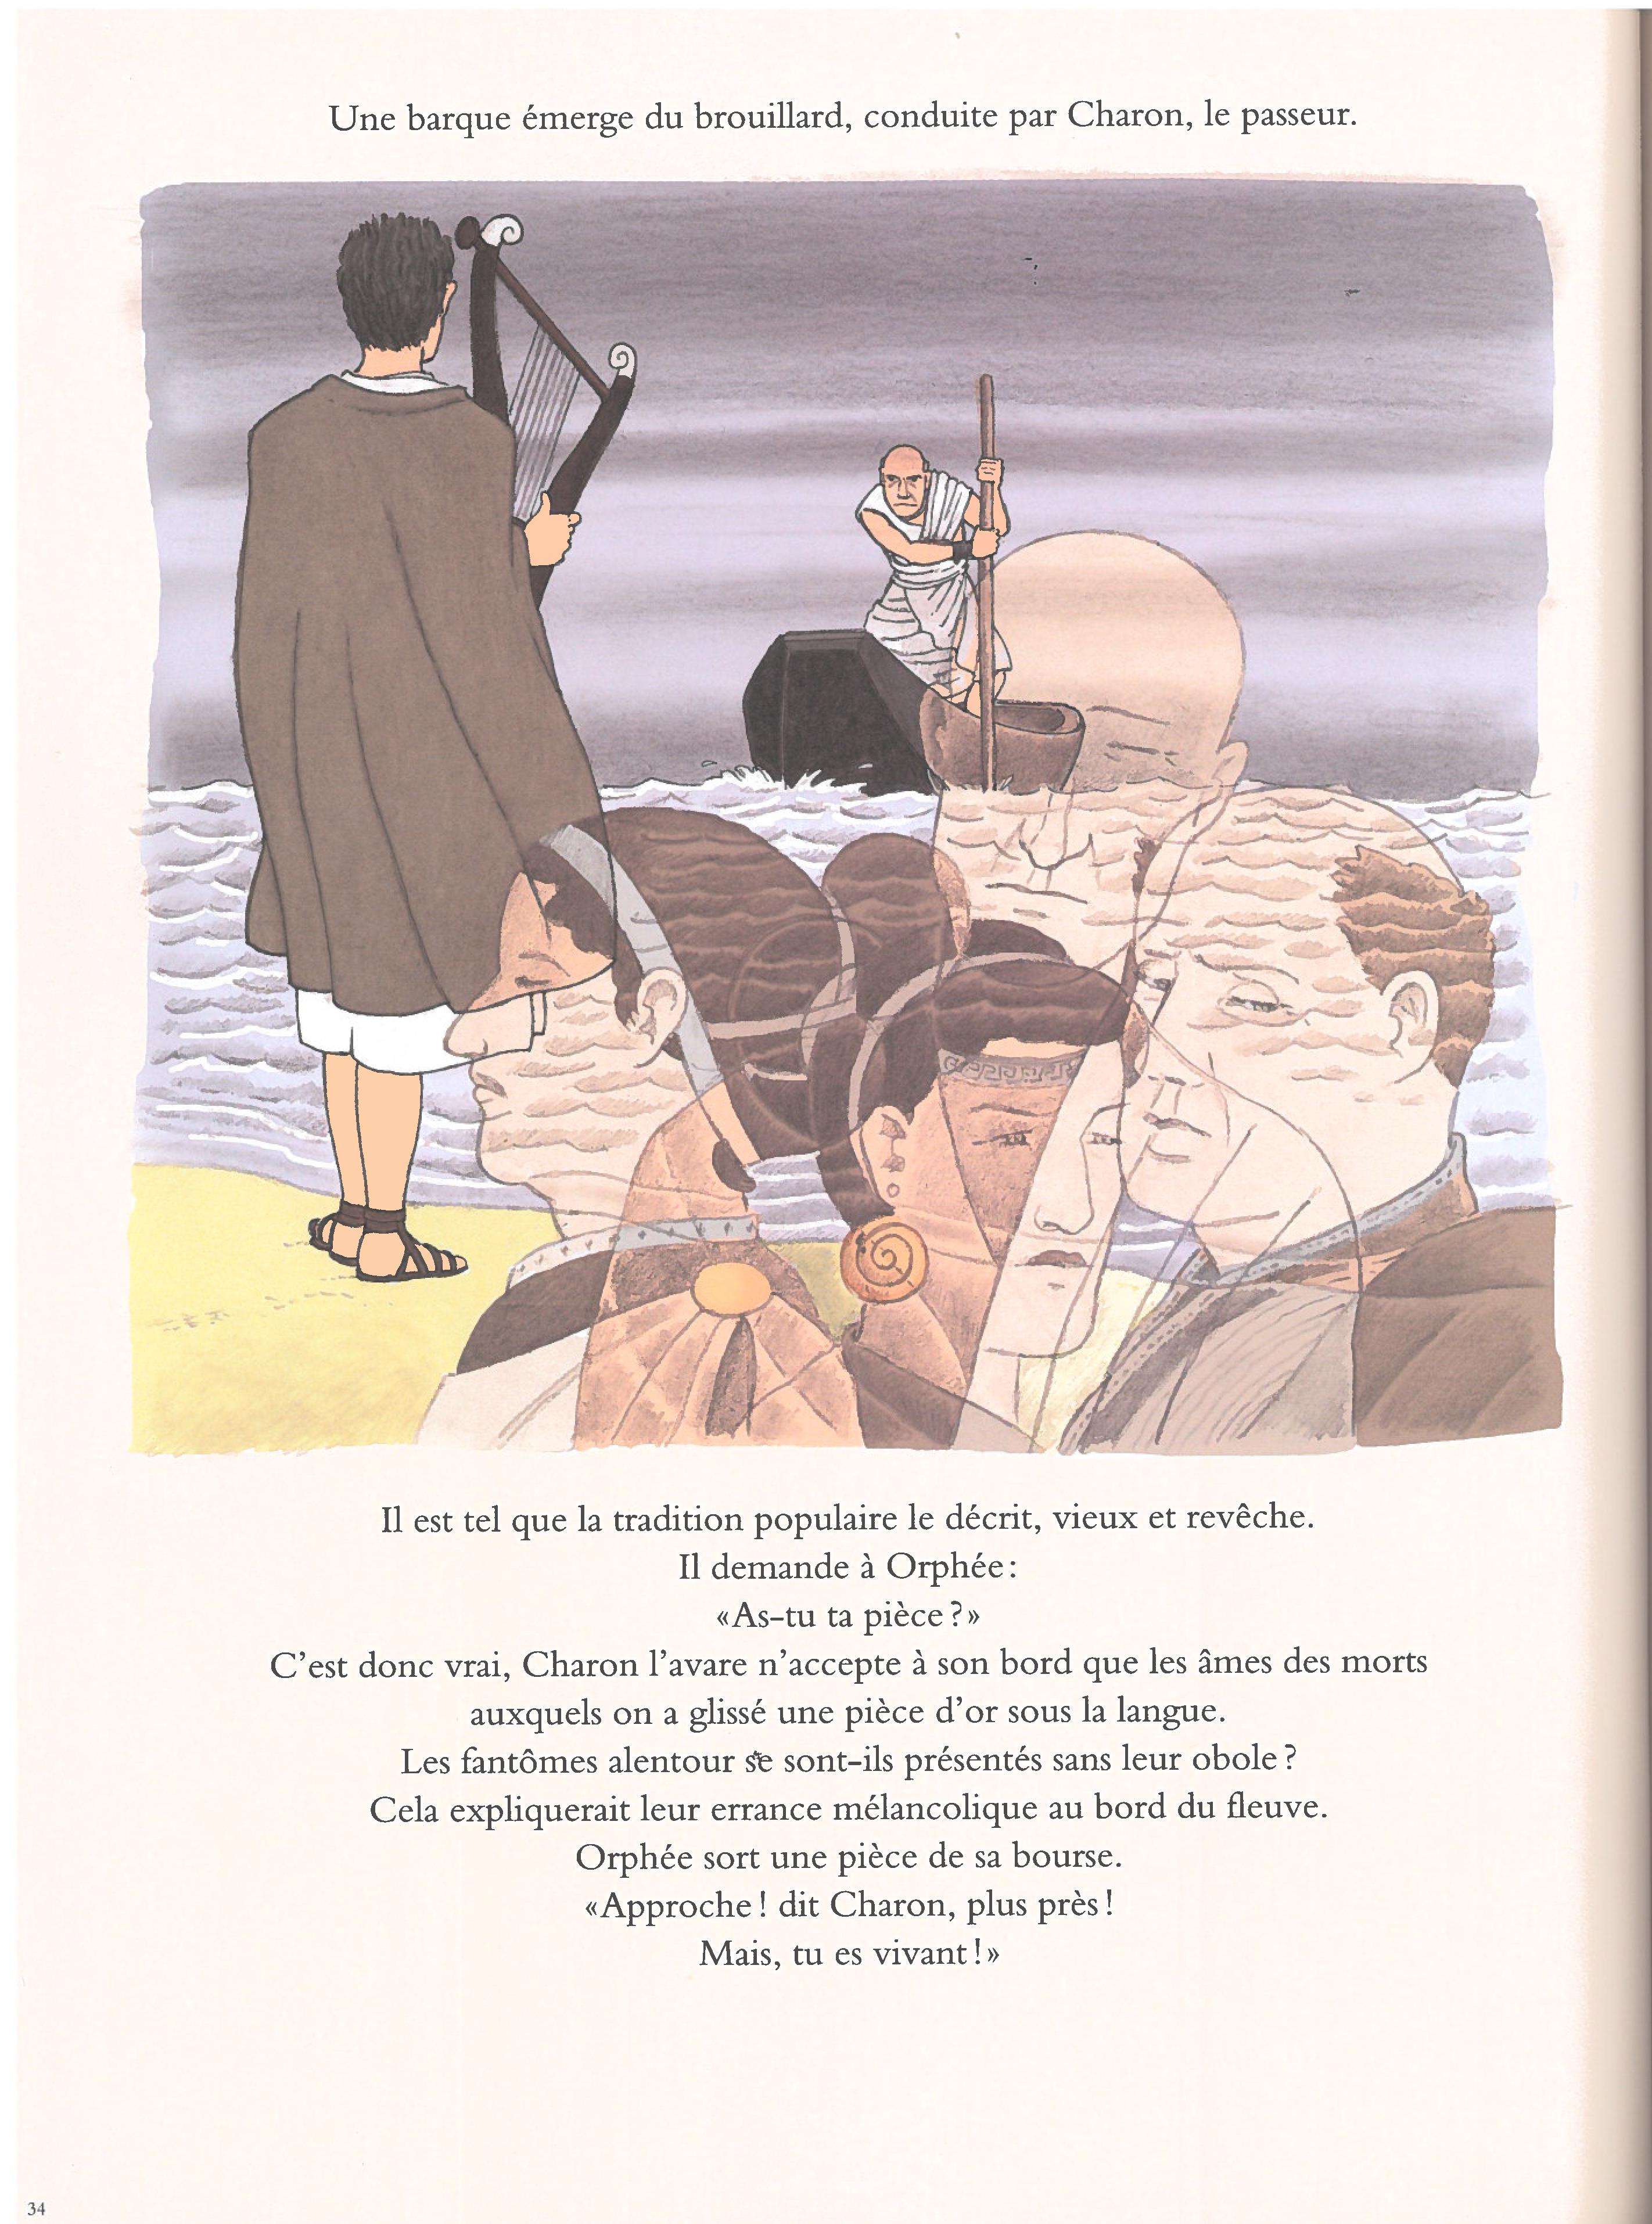 Une barque émerge du brouillard, conduite par Charon, le passeur.
Il est tel que la tradition populaire le décrit, vieux et revêche.
Il demande à Orphée :
«As-tu ta pièce ?»
C'est donc vrai, Charon l'avare n'accepte à son bord que les âmes des morts
auxquels on a glissé une pièce d'or sous la langue.
Les fantômes alentour se sont-ils présentés sans leur obole ?
Cela expliquerait leur errance mélancolique au bord du fleuve.
Orphée sort une pièce de sa bourse.
«Approche ! dit Charon, plus près !
Mais, tu es vivant !»
34